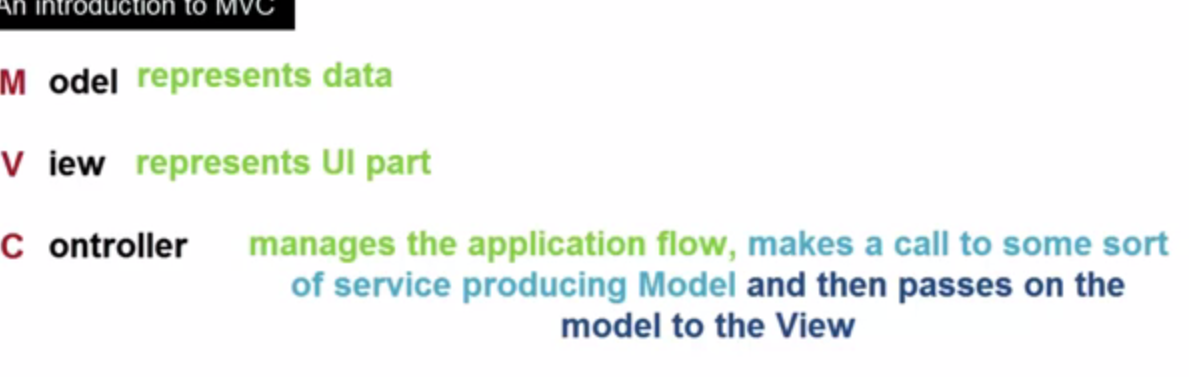 An introduction to MVC
M odel represents data
V iew represents UI part
C ontroller manages the application flow, makes a call to some sort
of service producing Model and then passes on the
model to the View